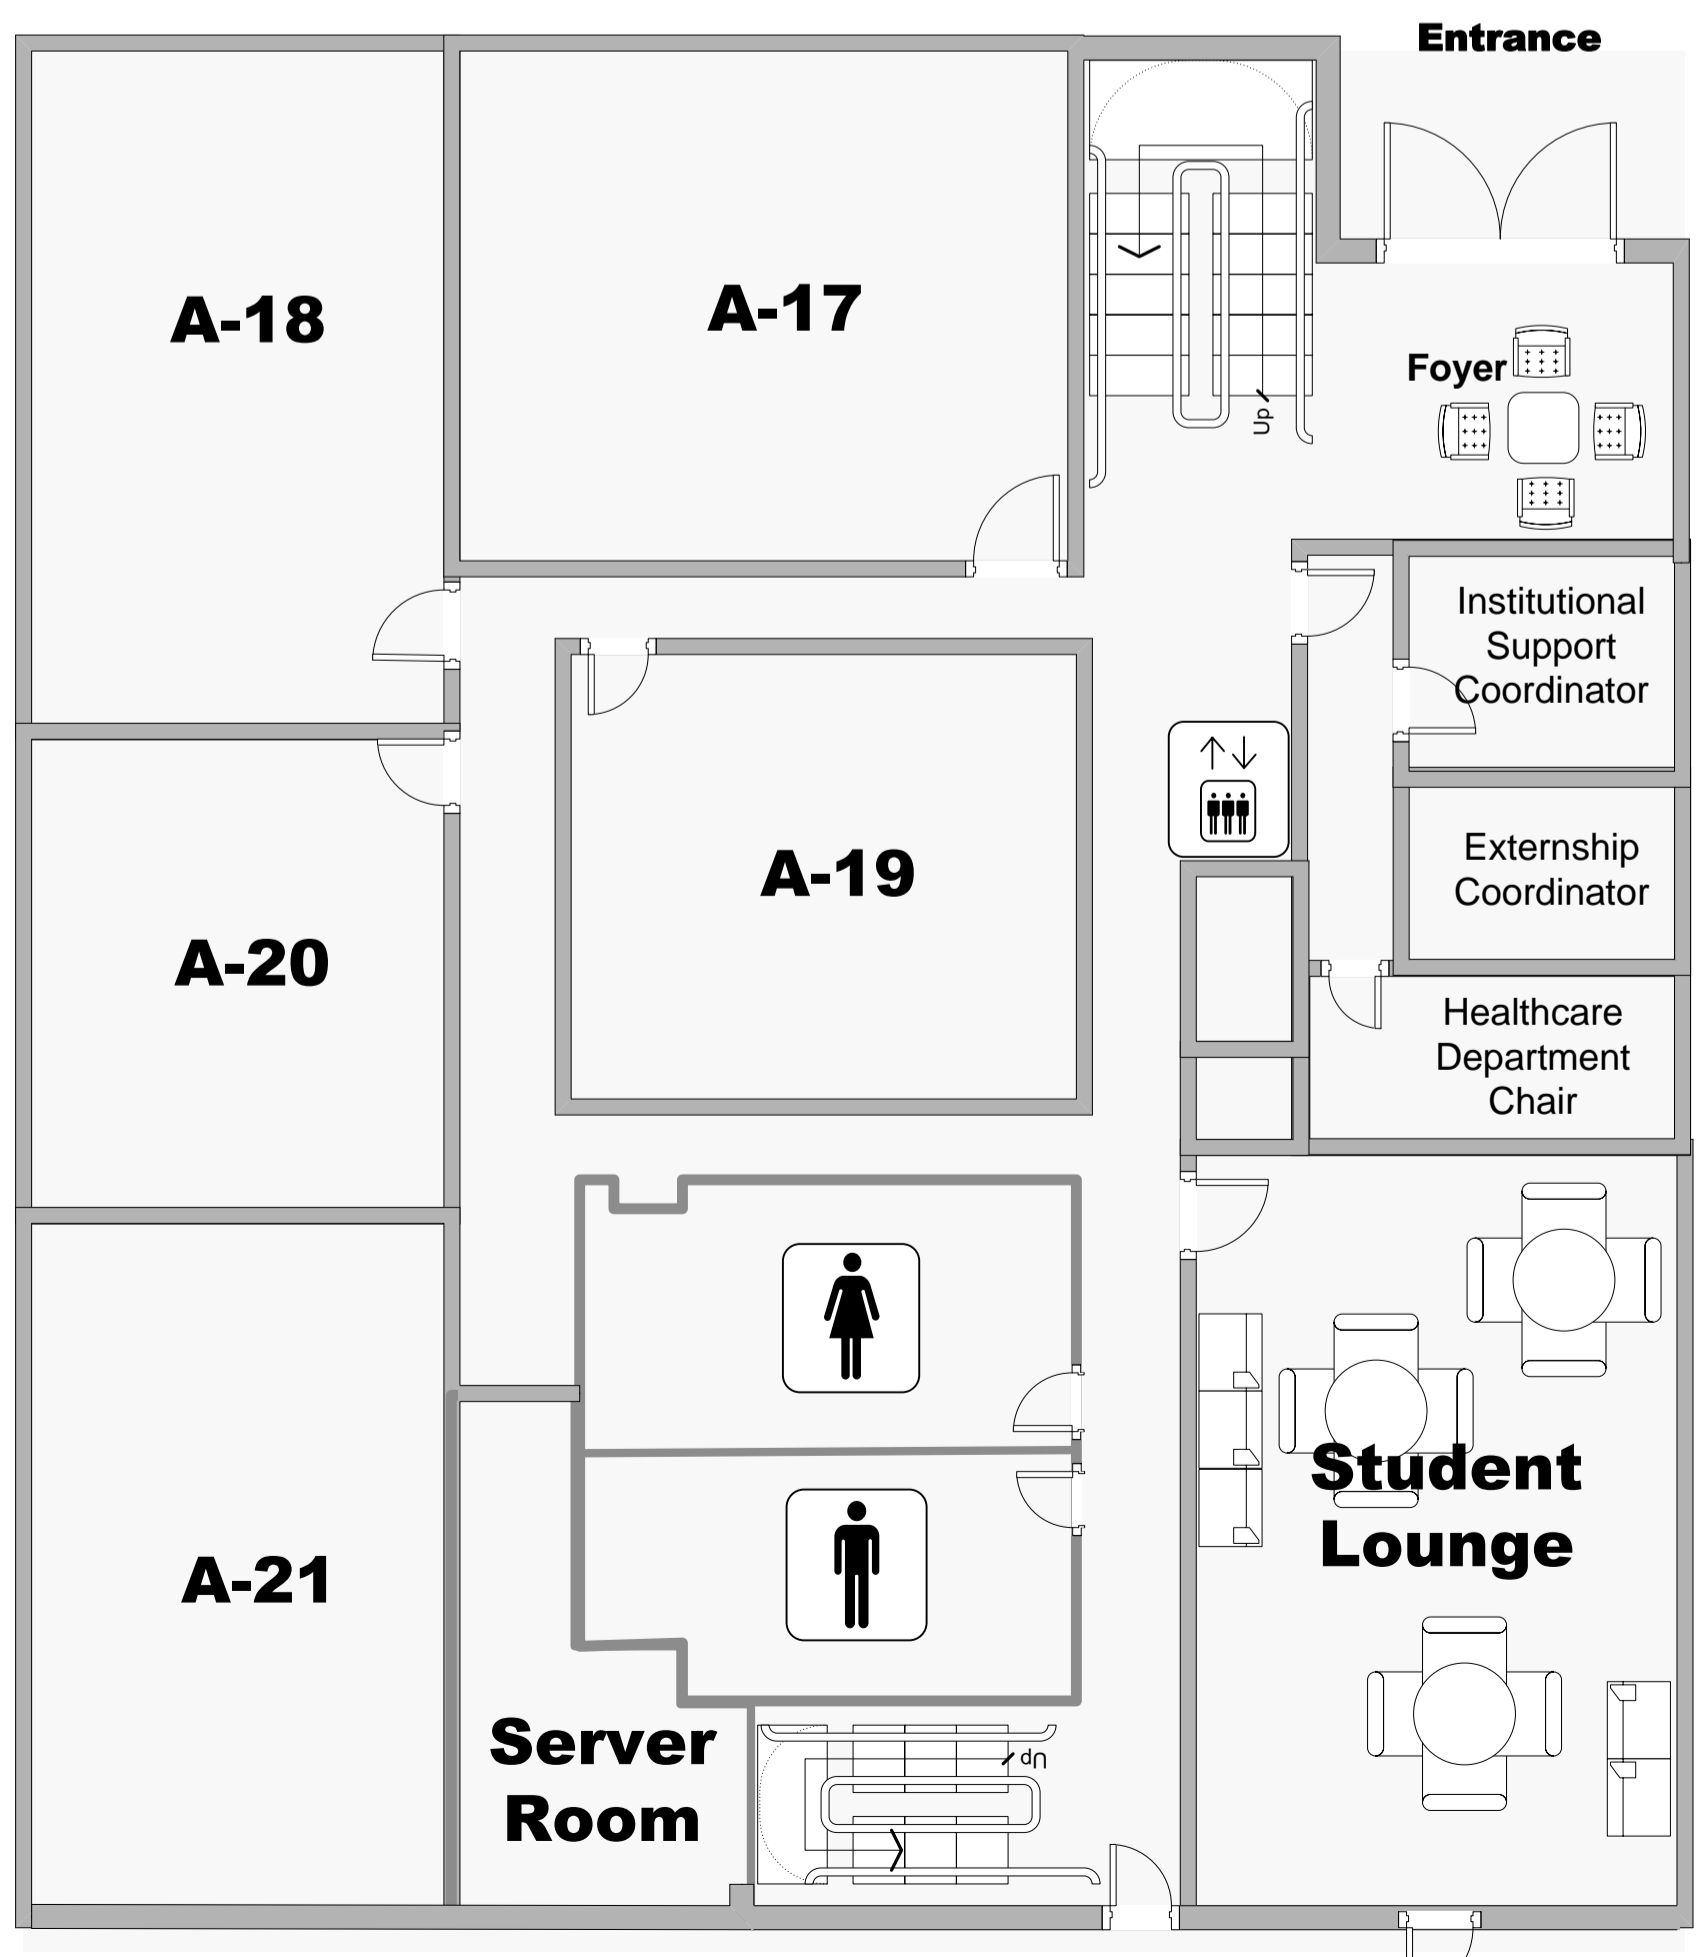 Entrance
A-18
A-17
Up
Foyer
Institutional
Support
Coordinator
A-19
Externship
Coordinator
A-20
Healthcare
Department
Chair
Student
Lounge
A-21
Server
Room
Up